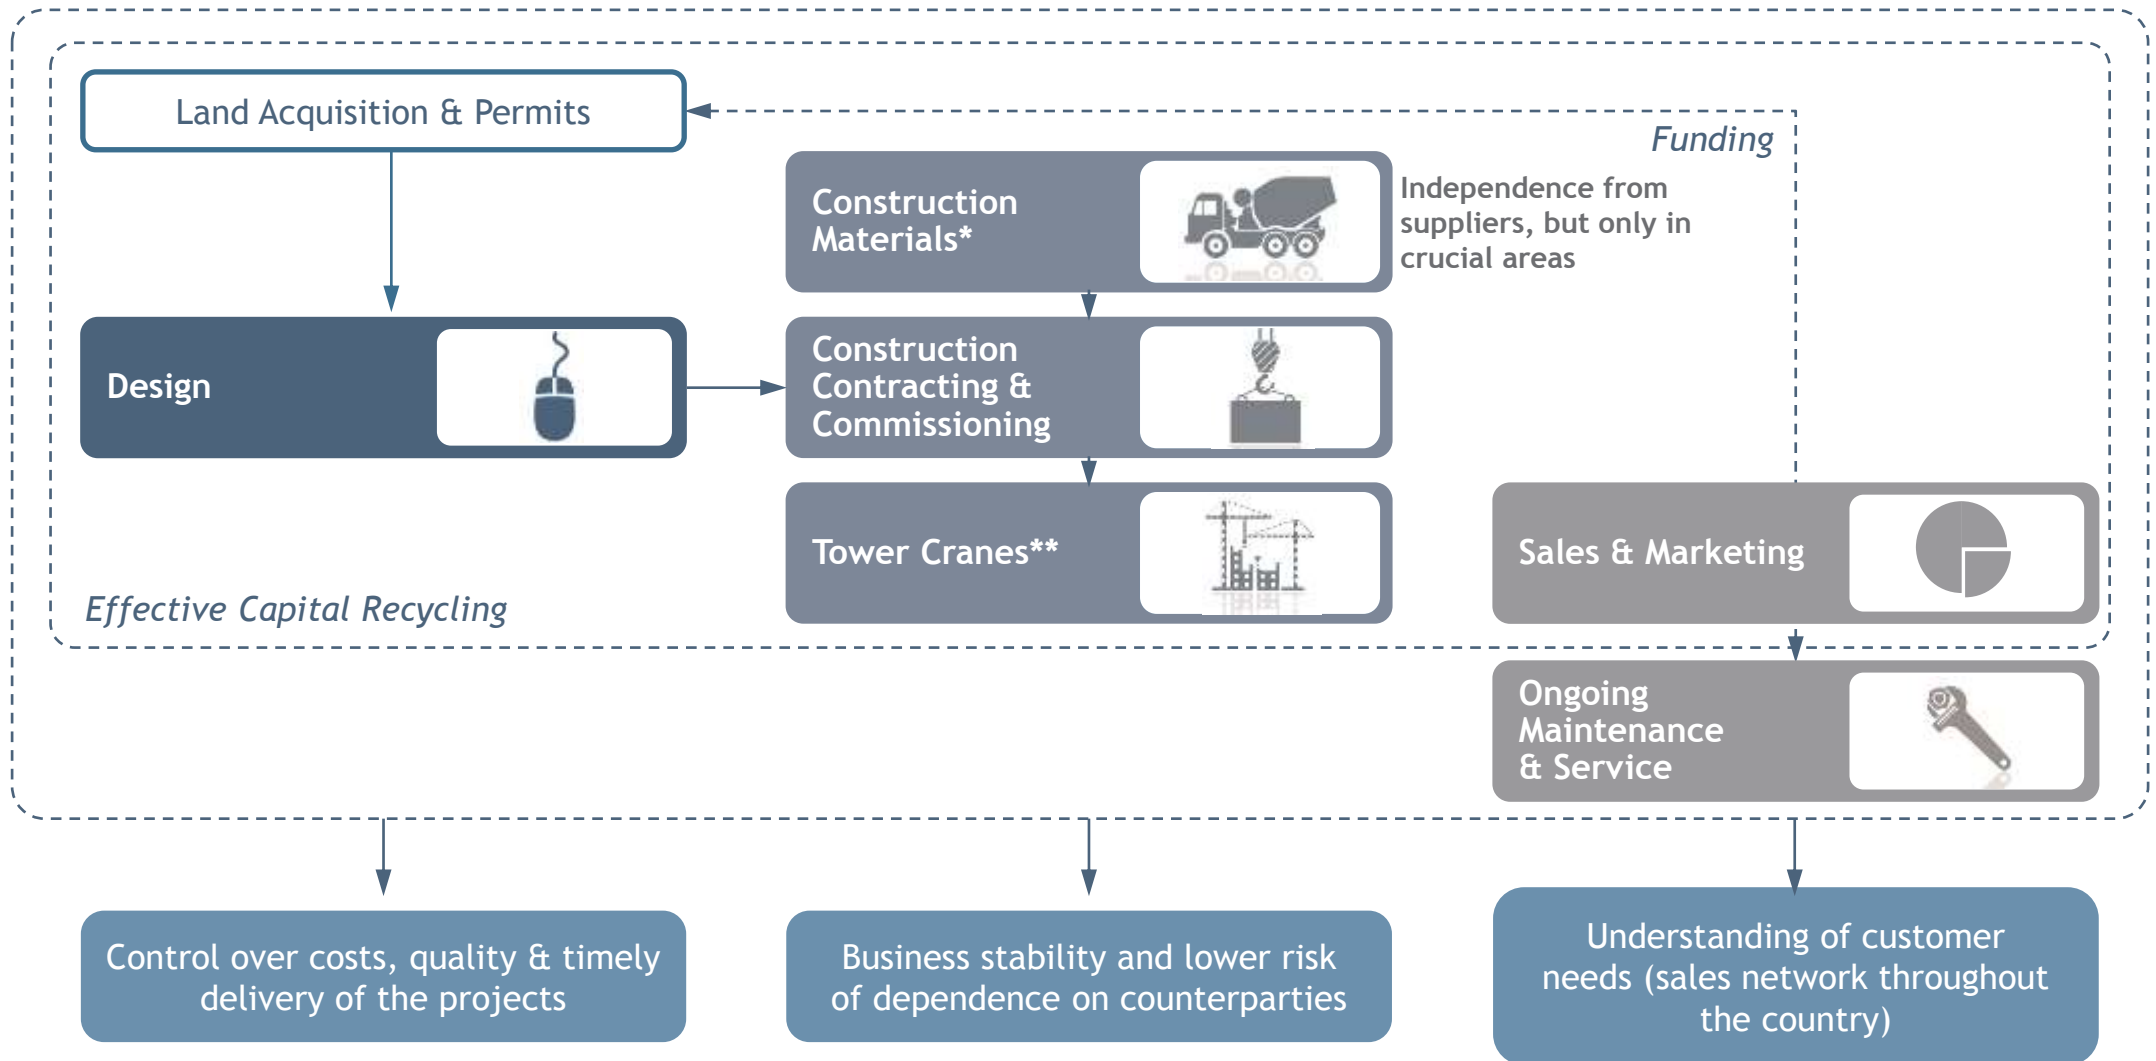 Land Acquisition & Permits
Funding
Construction
Materials*
Independence from
suppliers, but only in
crucial areas
Design
Construction
Contracting &
Commissioning
Tower Cranes**
Sales & Marketing
Effective Capital Recycling
Ongoing
Maintenance
& Service
Control over costs, quality & timely
delivery of the projects
Business stability and lower risk
of dependence on counterparties
Understanding of customer
needs (sales network throughout
the country)